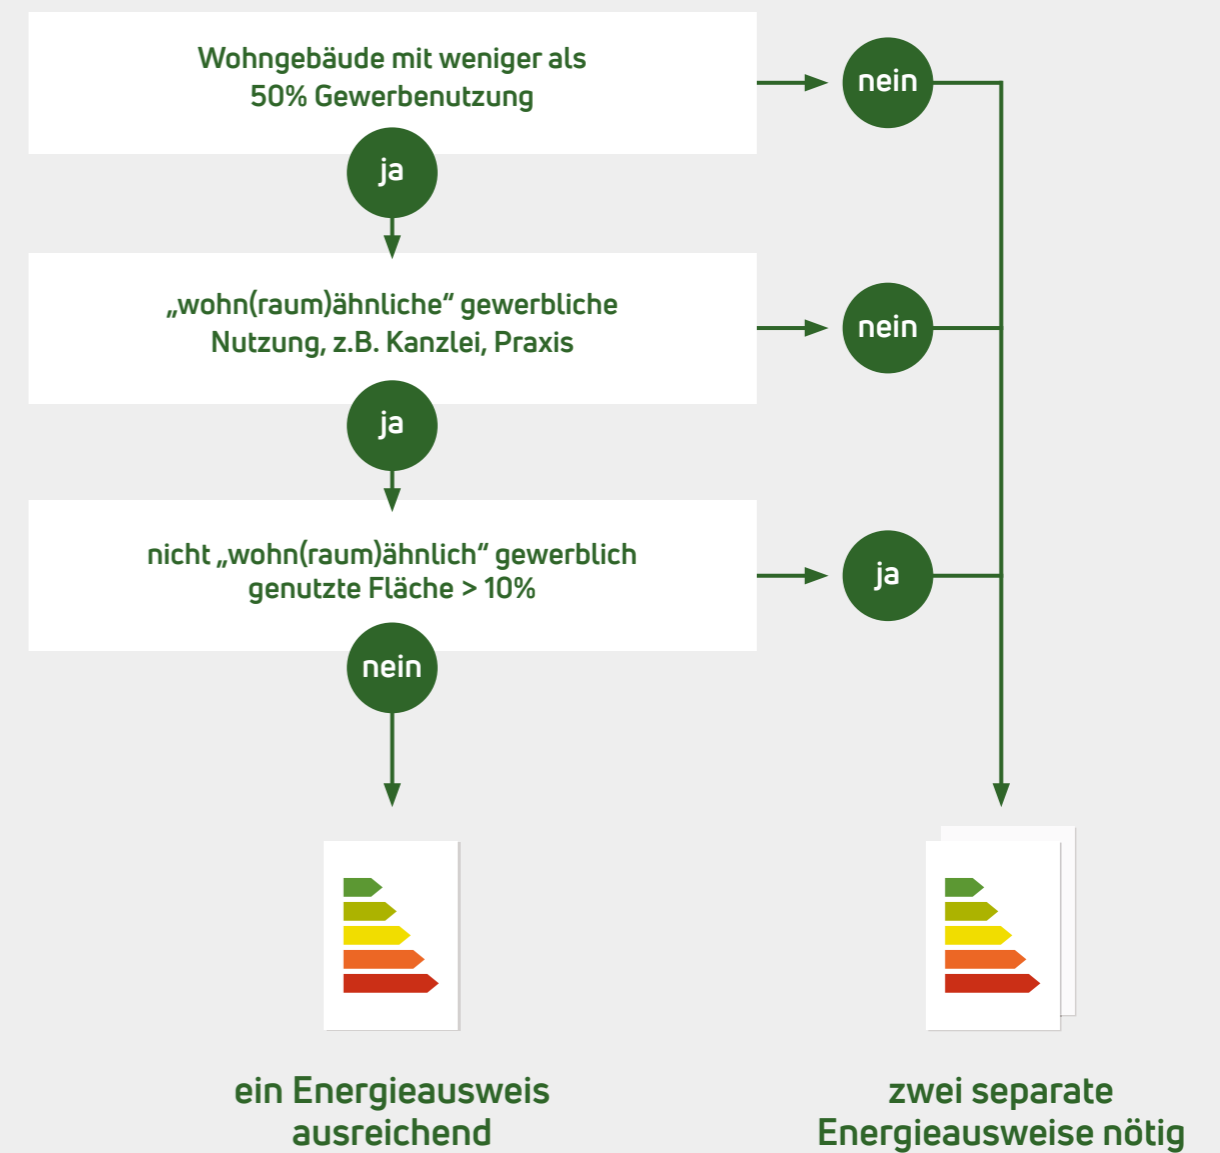 Wohngebäude mit weniger als
50% Gewerbenutzung
nein
ja
„wohn(raum)ähnliche“ gewerbliche
Nutzung, z.B. Kanzlei, Praxis
nein
ja
nicht „wohn(raum)ähnlich“ gewerblich
genutzte Fläche > 10%
ja
nein
ein Energieausweis
ausreichend
zwei separate
Energieausweise nötig